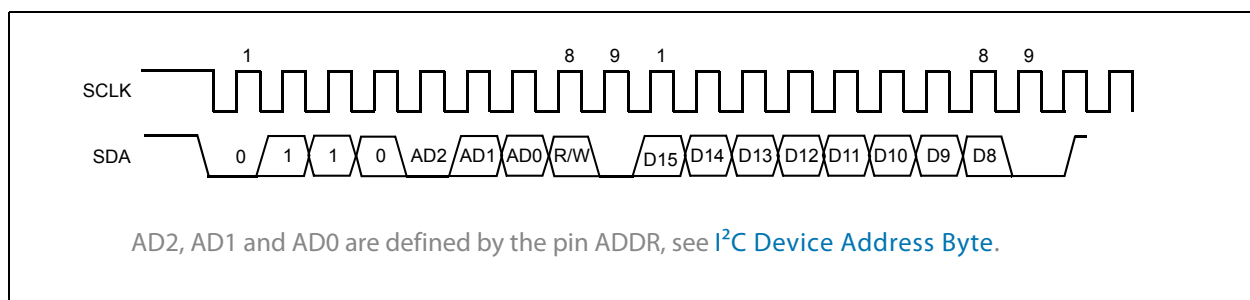 1 8 9 1 8 9
SCLK
SDA 0 1 1 0 AD2 AD1 AD0 R/W D15 D14 D13 D12 D11 D10 D9 D8
AD2, AD1 and AD0 are defined by the pin ADDR, see I²C Device Address Byte.